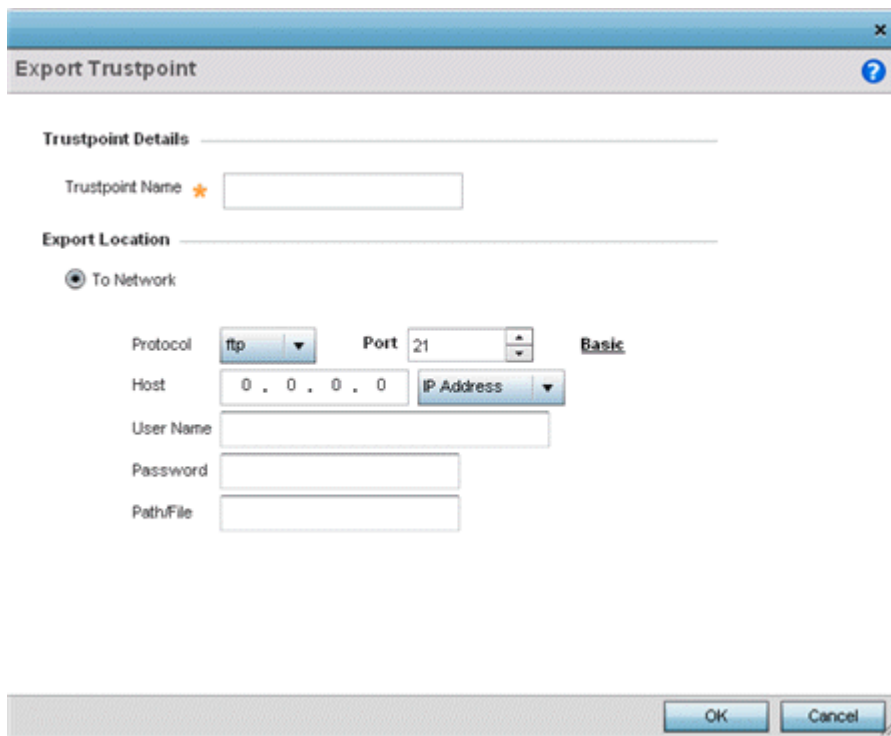 Export Trustpoint
Trustpoint Details
Trustpoint Name *
Export Location
To Network
Protocol ftp Port 21 Basic
Host 0 . 0 . 0 . 0 IP Address
User Name
Password
Path/File
OK Cancel